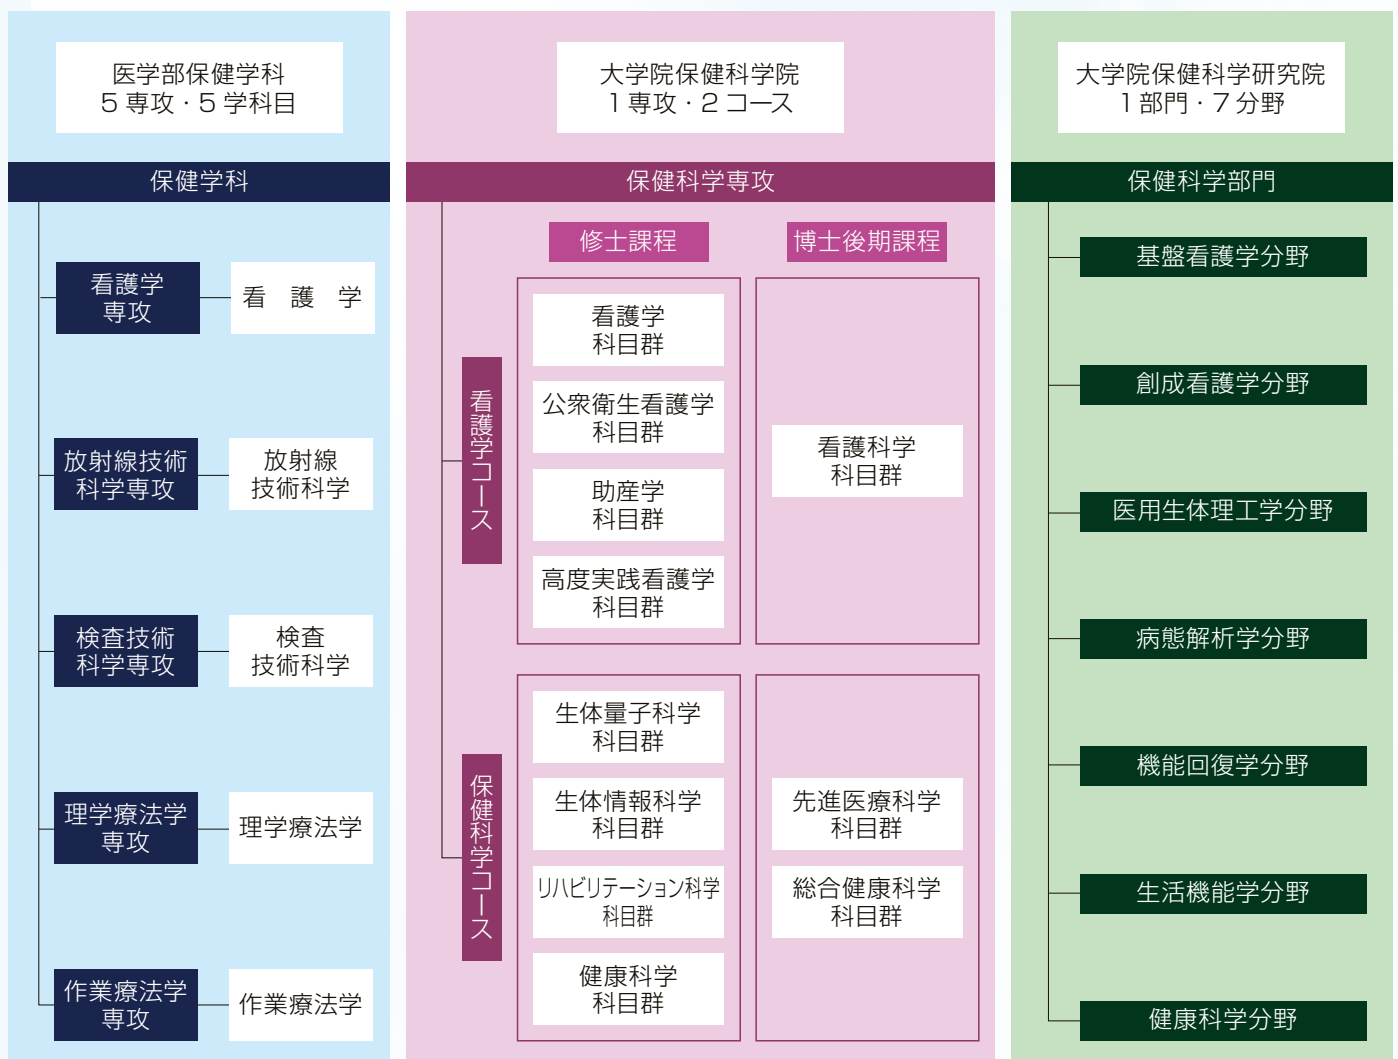 医学部保健学科
5専攻・5学科目
保健学科
看護学
専攻
看 護 学
放射線技術
科学専攻
放射線
技術科学
検査技術
科学専攻
検査
技術科学
理学療法学
専攻
理学療法学
作業療法学
専攻
作業療法学
大学院保健科学院
1専攻・2コース
保健科学専攻
修士課程
博士後期課程
看護学コース
看護学
科目群
公衆衛生看護学
科目群
助産学
科目群
高度実践看護学
科目群
看護科学
科目群
保健科学コース
生体量子科学
科目群
生体情報科学
科目群
リハビリテーション科学
科目群
健康科学
科目群
先進医療科学
科目群
総合健康科学
科目群
大学院保健科学研究院
1部門・7分野
保健科学部門
基盤看護学分野
創成看護学分野
医用生体理工学分野
病態解析学分野
機能回復学分野
生活機能学分野
健康科学分野